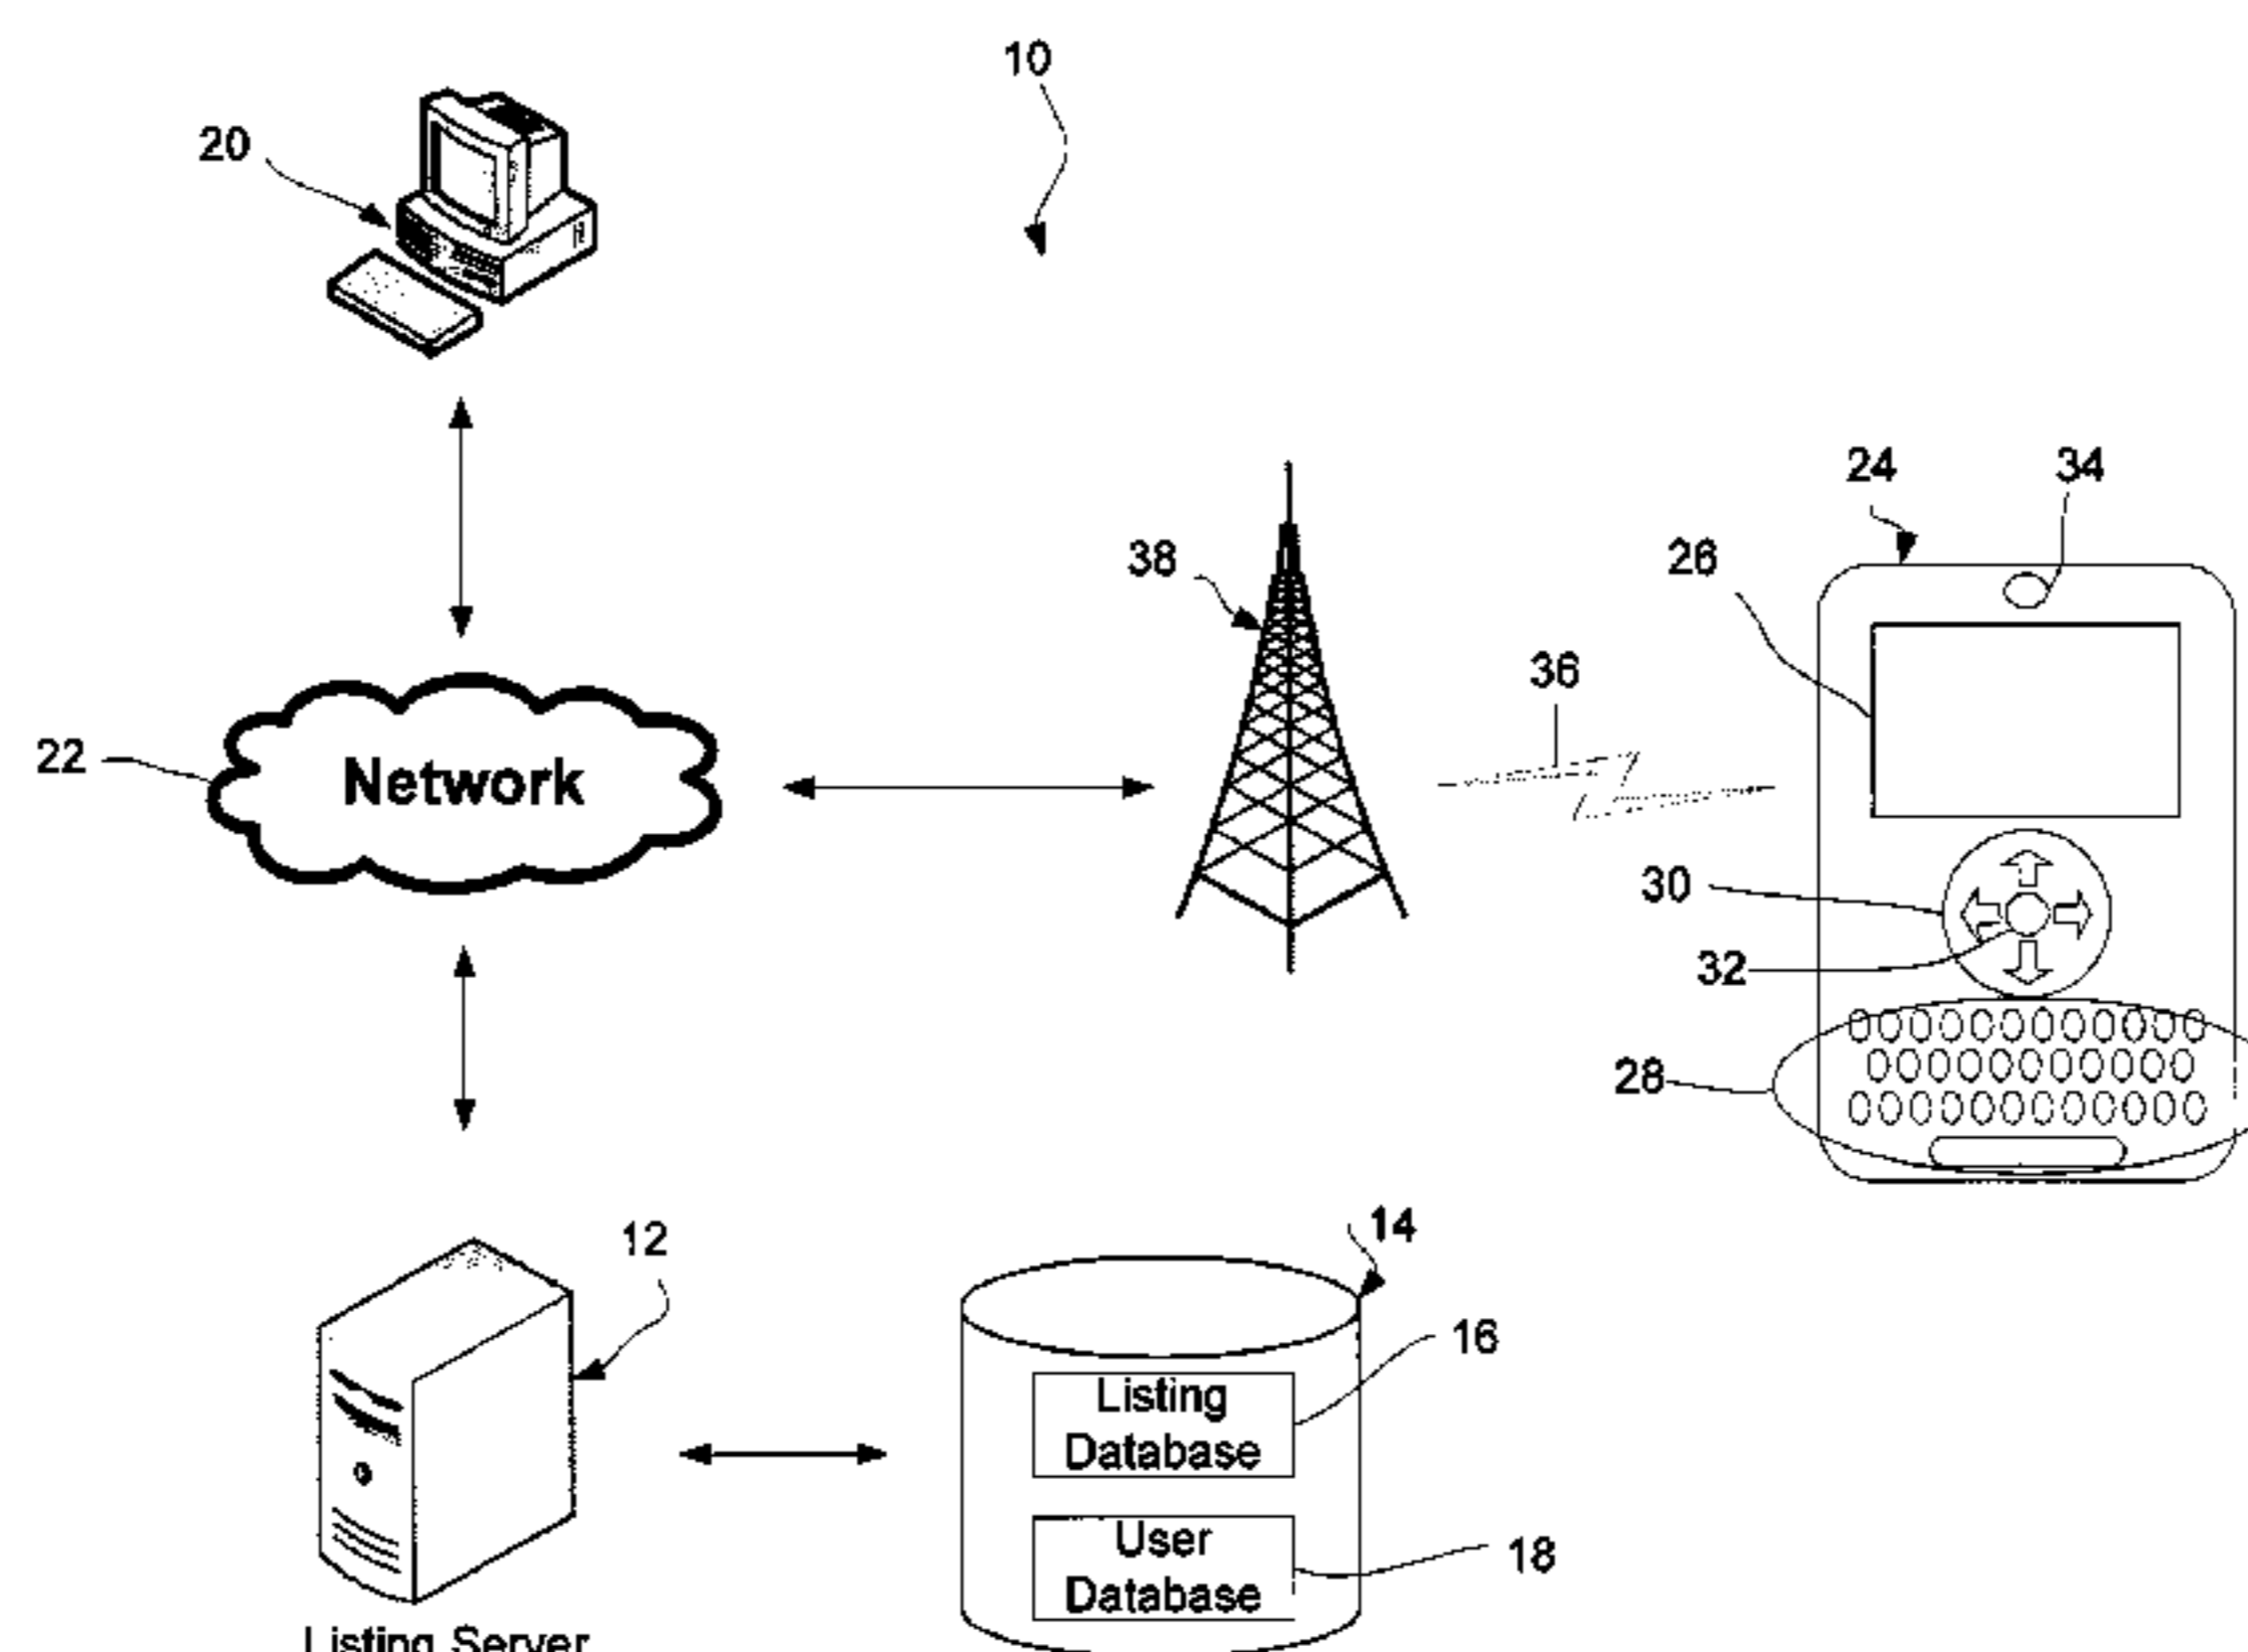 10
20
24
34
38
26
36
22
Network
30
32
28
12
14
16
Listing
Database
User
Database
18
Listing Server